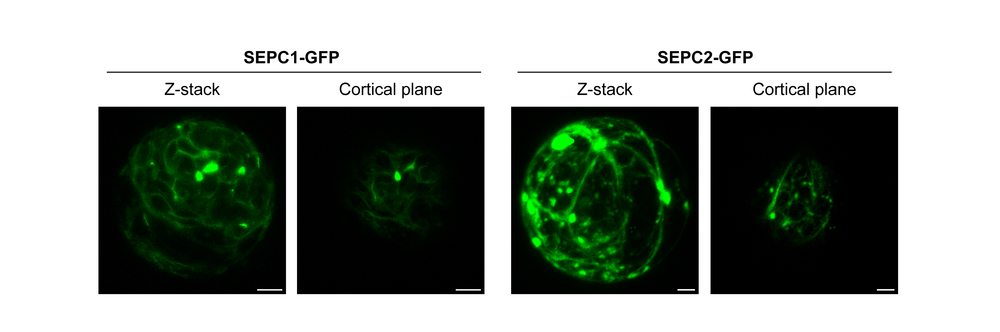 SEPC1-GFP
SEPC2-GFP
Z-stack
Cortical plane
Z-stack
Cortical plane